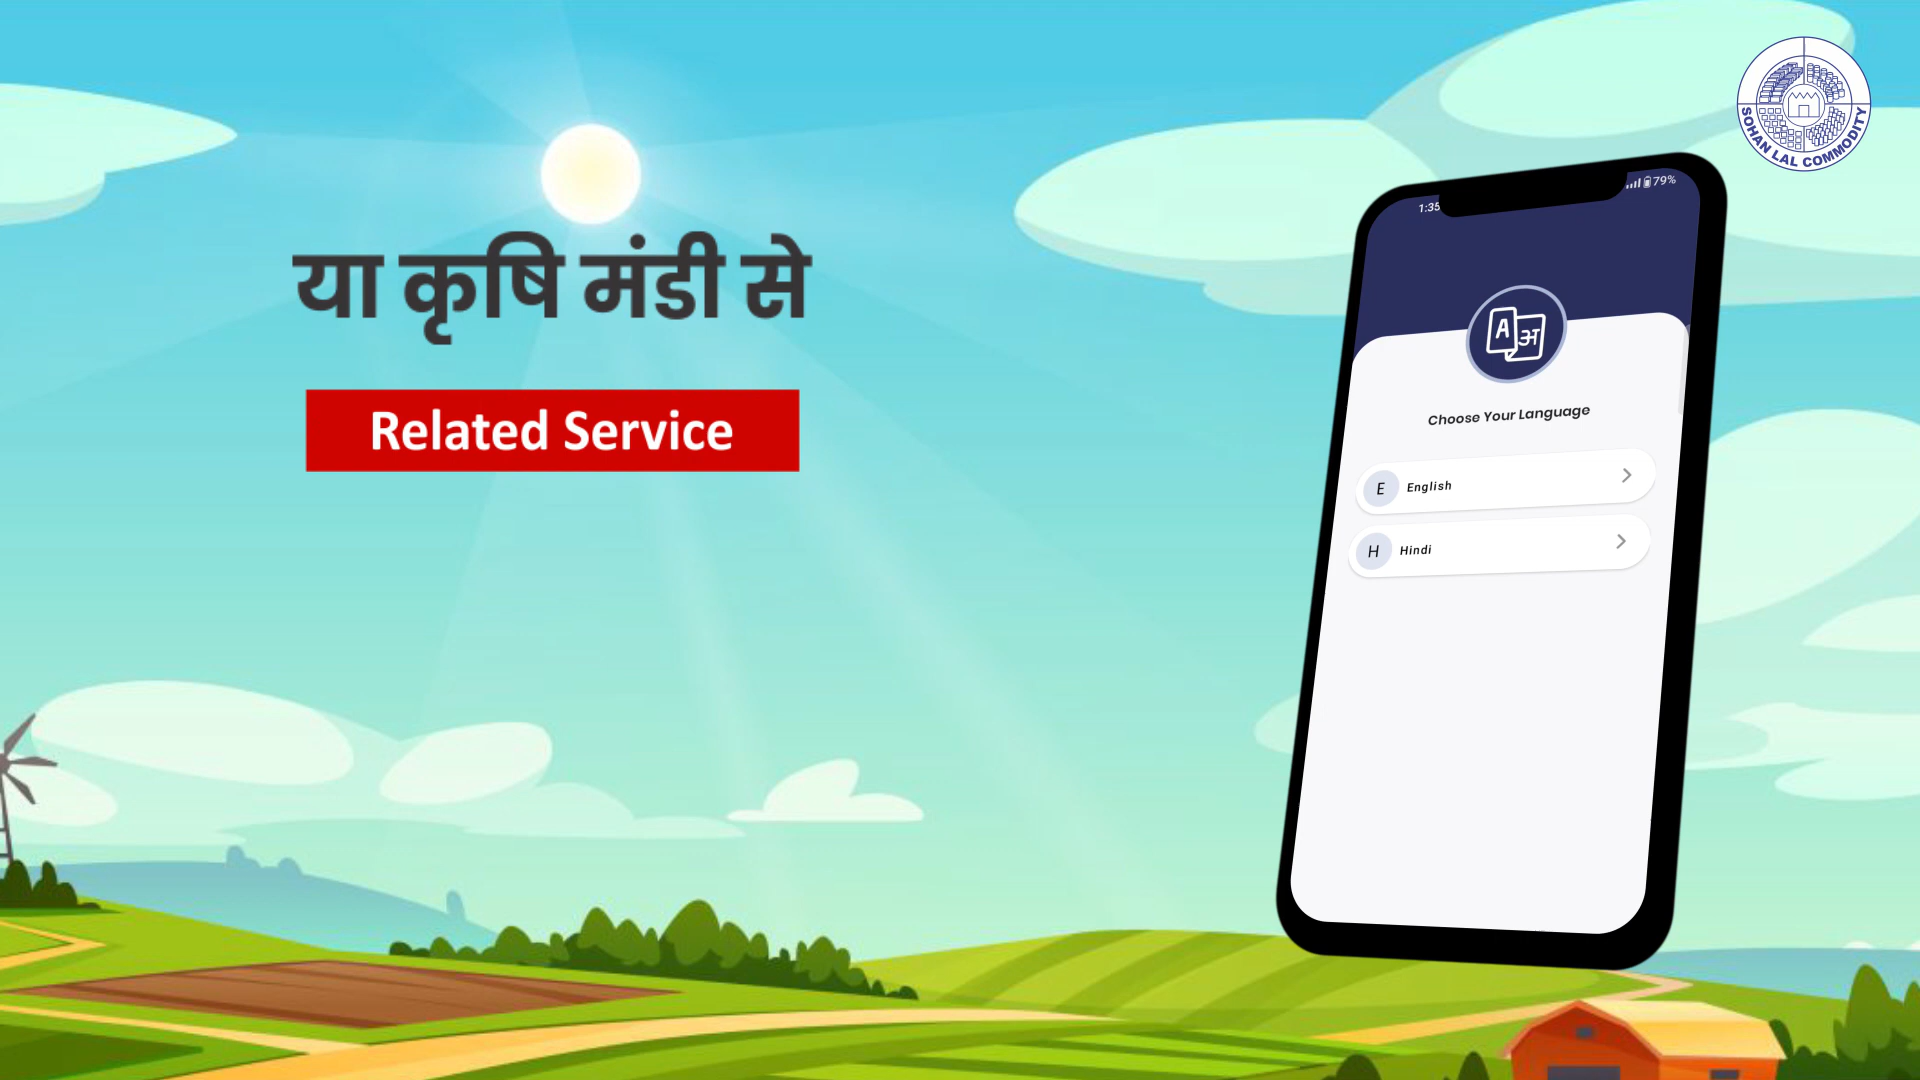 या कृषि मंडी से
Related Service
SOHAN LAL COMMODITY
1:35
79%
A अ
Choose Your Language
E English
H Hindi